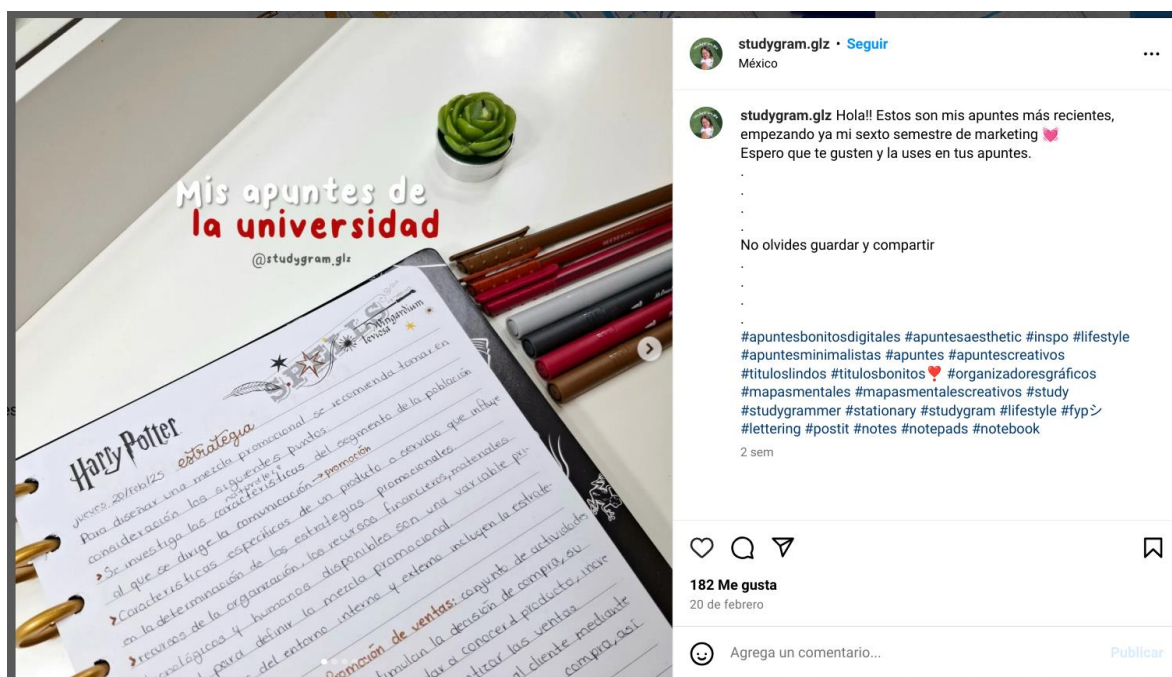 Mis apuntes de
la universidad
@studygram.glz
SPELLS
Wingardium
leviosa
Harry Potter
jueves 20/feb/25 estrategia
Para diseñar una mezcla promocional se recomienda tomar en
consideración los siguientes puntos:
naturales
➤ Se investiga las características del segmento de la población
al que se dirige la comunicación → promoción
➤ Características específicas de un producto o servicio que influye
en la determinación de las estrategias promocionales.
➤ recursos de la organización, los recursos financieros, materiales
tecnológicos y humanos disponibles son una variable pri-
para definir la mezcla promocional.
del entorno interno y externo incluyen la estrate-
promoción de ventas: conjunto de actividades
estimulan la decisión de compra, su
dar a conocer el producto, incre
las ventas
al cliente mediante
compra, así
studygram.glz • Seguir
México
studygram.glz Hola!! Estos son mis apuntes más recientes,
empezando ya mi sexto semestre de marketing 💓
Espero que te gusten y la uses en tus apuntes.
.
.
.
.
No olvides guardar y compartir
.
.
.
.
#apuntesbonitosdigitales #apuntesaesthetic #inspo #lifestyle
#apuntesminimalistas #apuntes #apuntescreativos
#tituloslindos #titulosbonitos❣️ #organizadoresgráficos
#mapasmentales #mapasmentalescreativos #study
#studygrammer #stationary #studygram #lifestyle #fypシ
#lettering #postit #notes #notepads #notebook
2 sem
182 Me gusta
20 de febrero
Agrega un comentario...
Publicar